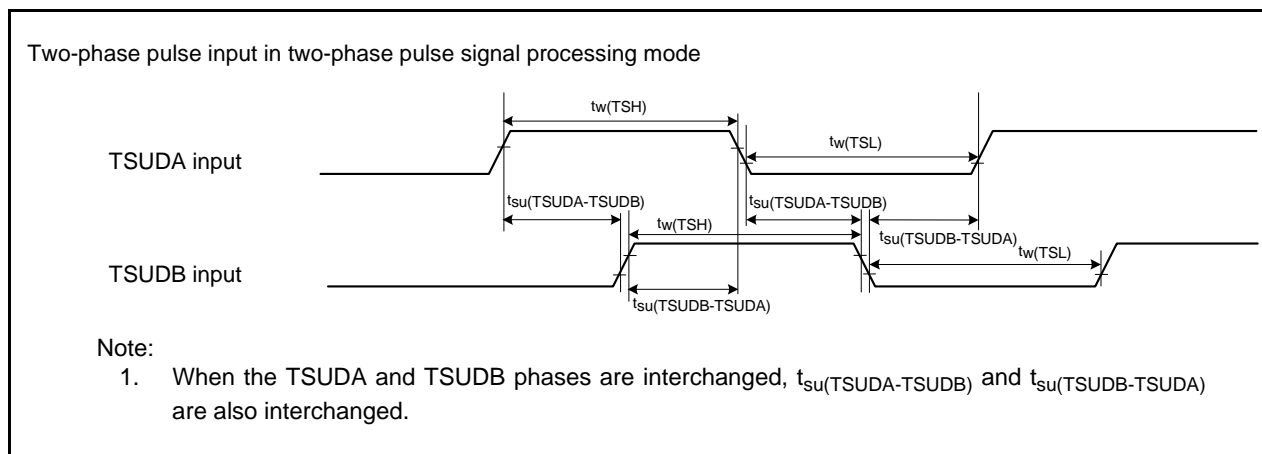 Two-phase pulse input in two-phase pulse signal processing mode
tw(TSH)
TSUDA input
tw(TSL)
tsu(TSUDA-TSUDB)
tsu(TSUDA-TSUDB)
tw(TSH)
tsu(TSUDB-TSUDA)
TSUDB input
tw(TSL)
tsu(TSUDB-TSUDA)
Note:
1. When the TSUDA and TSUDB phases are interchanged, tsu(TSUDA-TSUDB) and tsu(TSUDB-TSUDA)
are also interchanged.